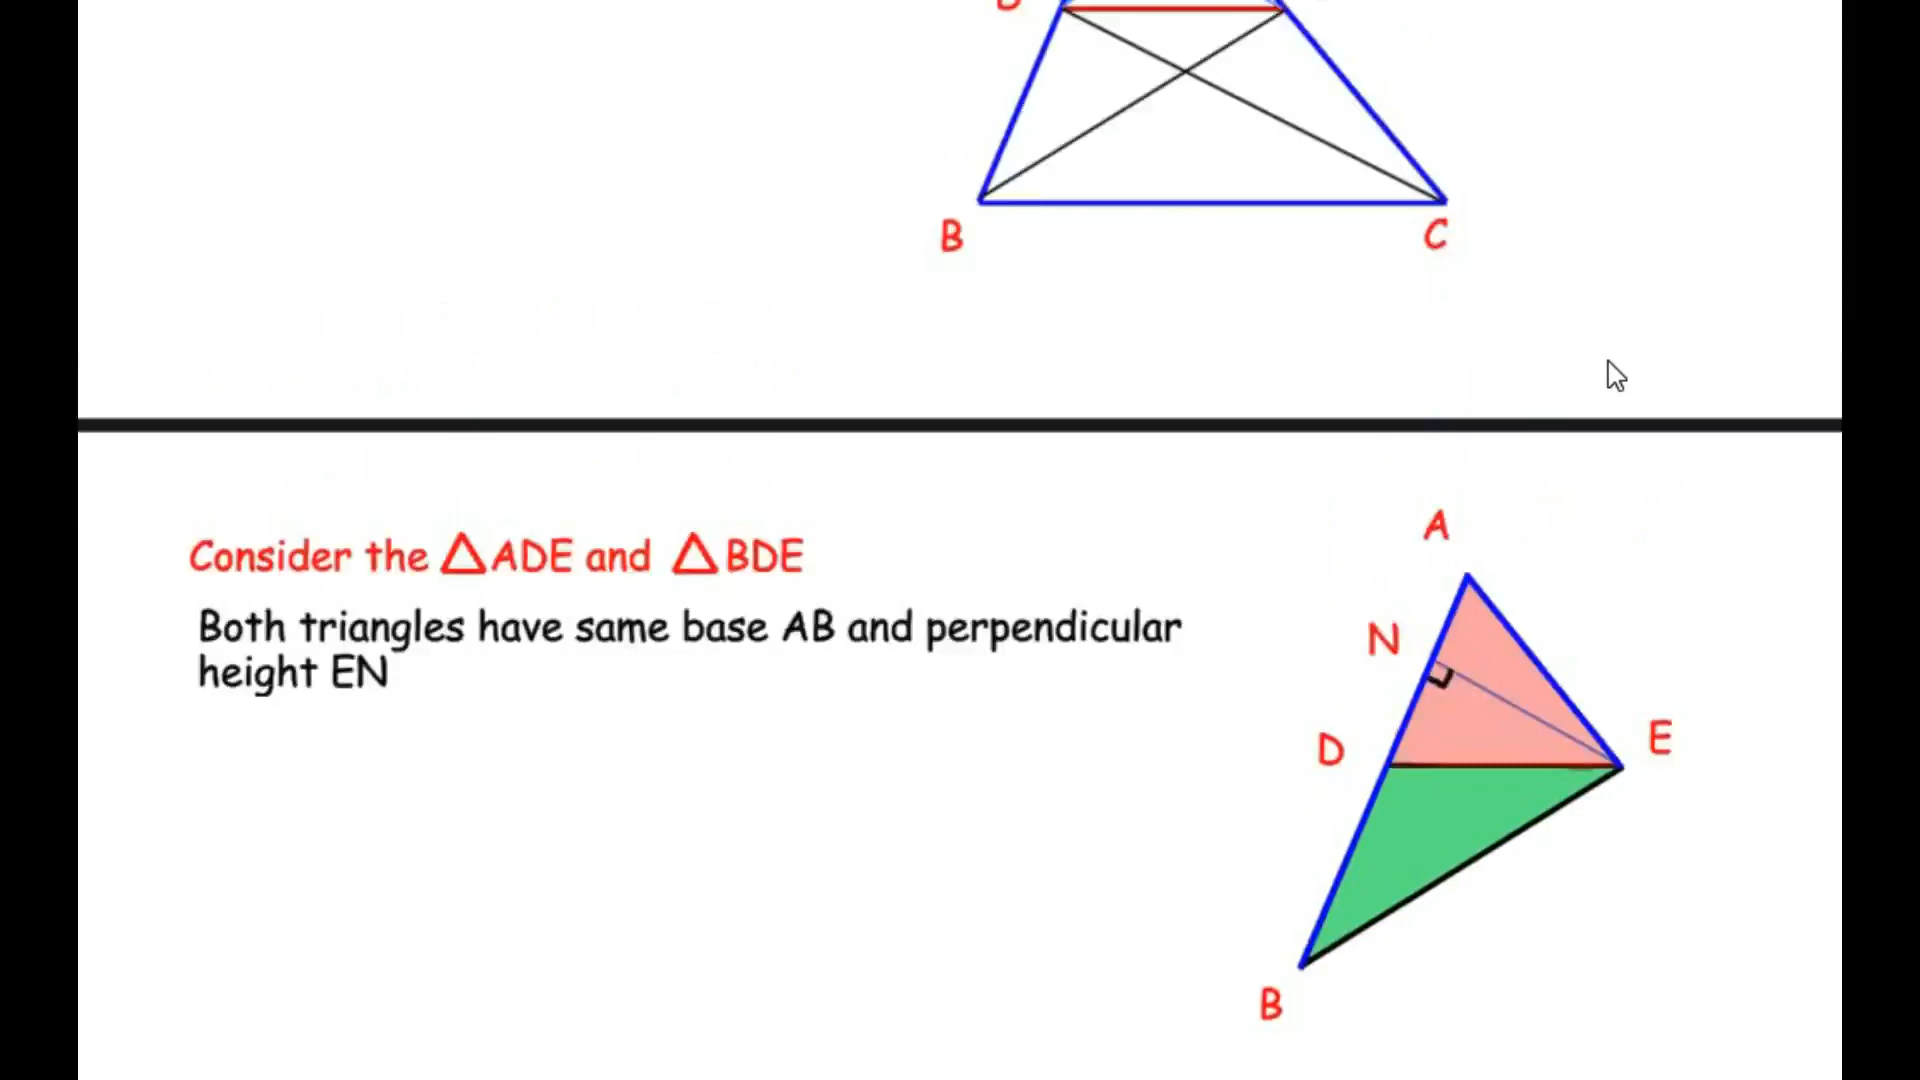 B
C
Consider the △ADE and △BDE
Both triangles have same base AB and perpendicular
height EN
A
N
D
E
B